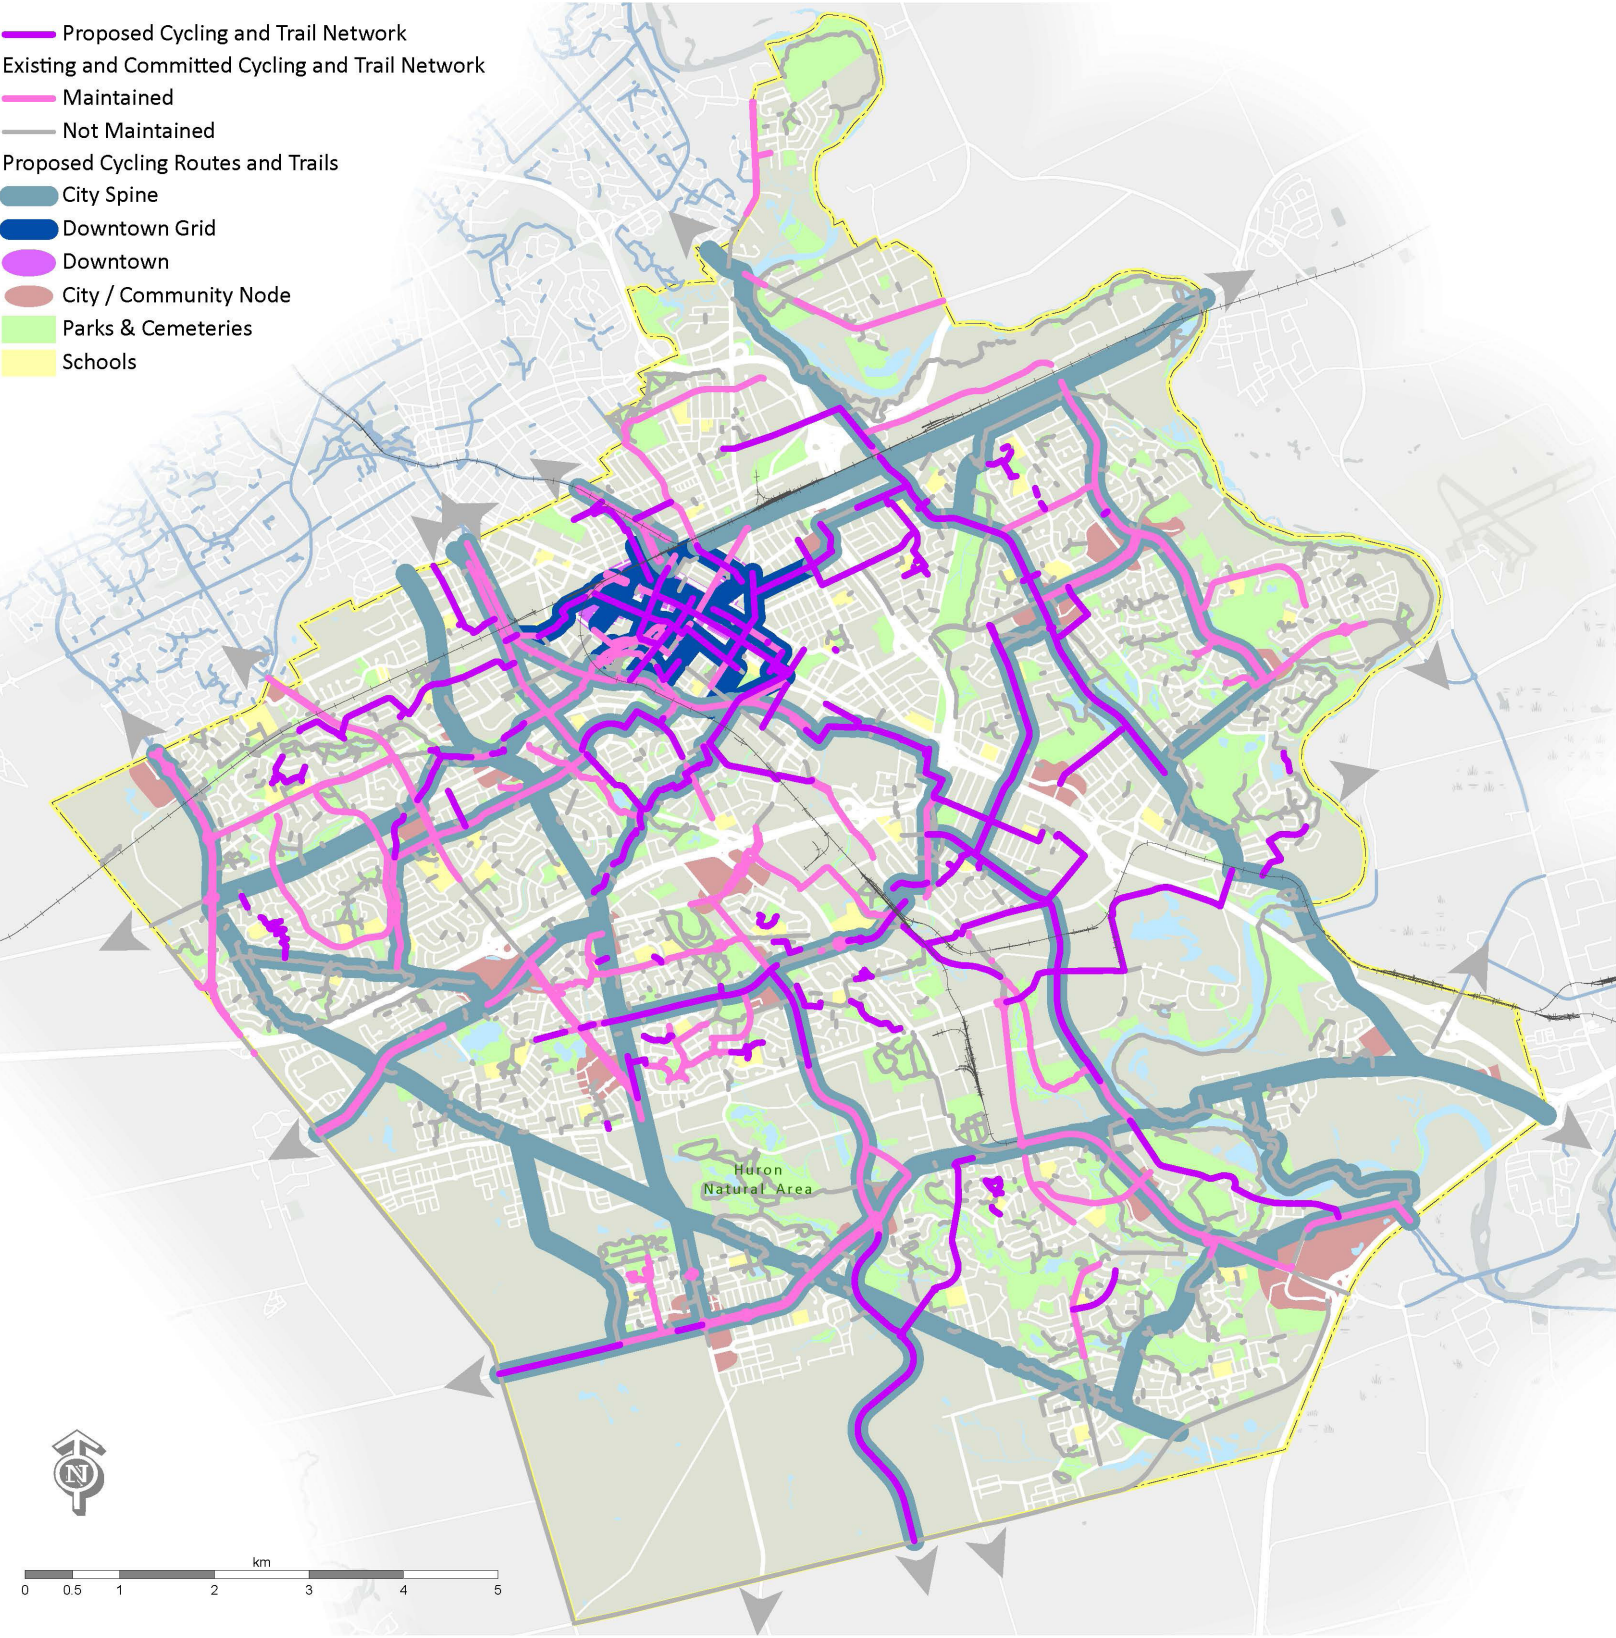 Proposed Cycling and Trail Network
Existing and Committed Cycling and Trail Network
Maintained
Not Maintained
Proposed Cycling Routes and Trails
City Spine
Downtown Grid
Downtown
City / Community Node
Parks & Cemeteries
Schools
Huron
Natural Area
N
km
0 0.5 1 2 3 4 5